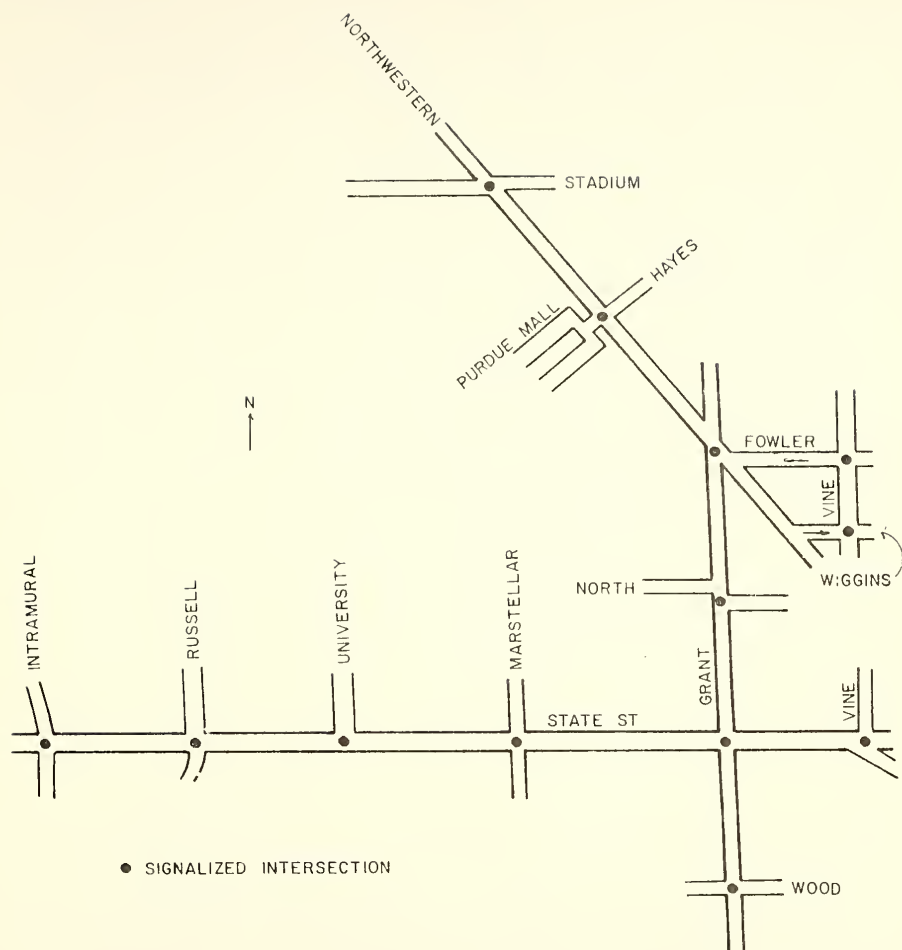 NORTHWESTERN
STADIUM
HAYES
PURDUE MALL
N
FOWLER
VINE
WIGGINS
NORTH
INTRAMURAL
RUSSELL
UNIVERSITY
MARSTELLAR
GRANT
VINE
STATE ST
SIGNALIZED INTERSECTION
WOOD